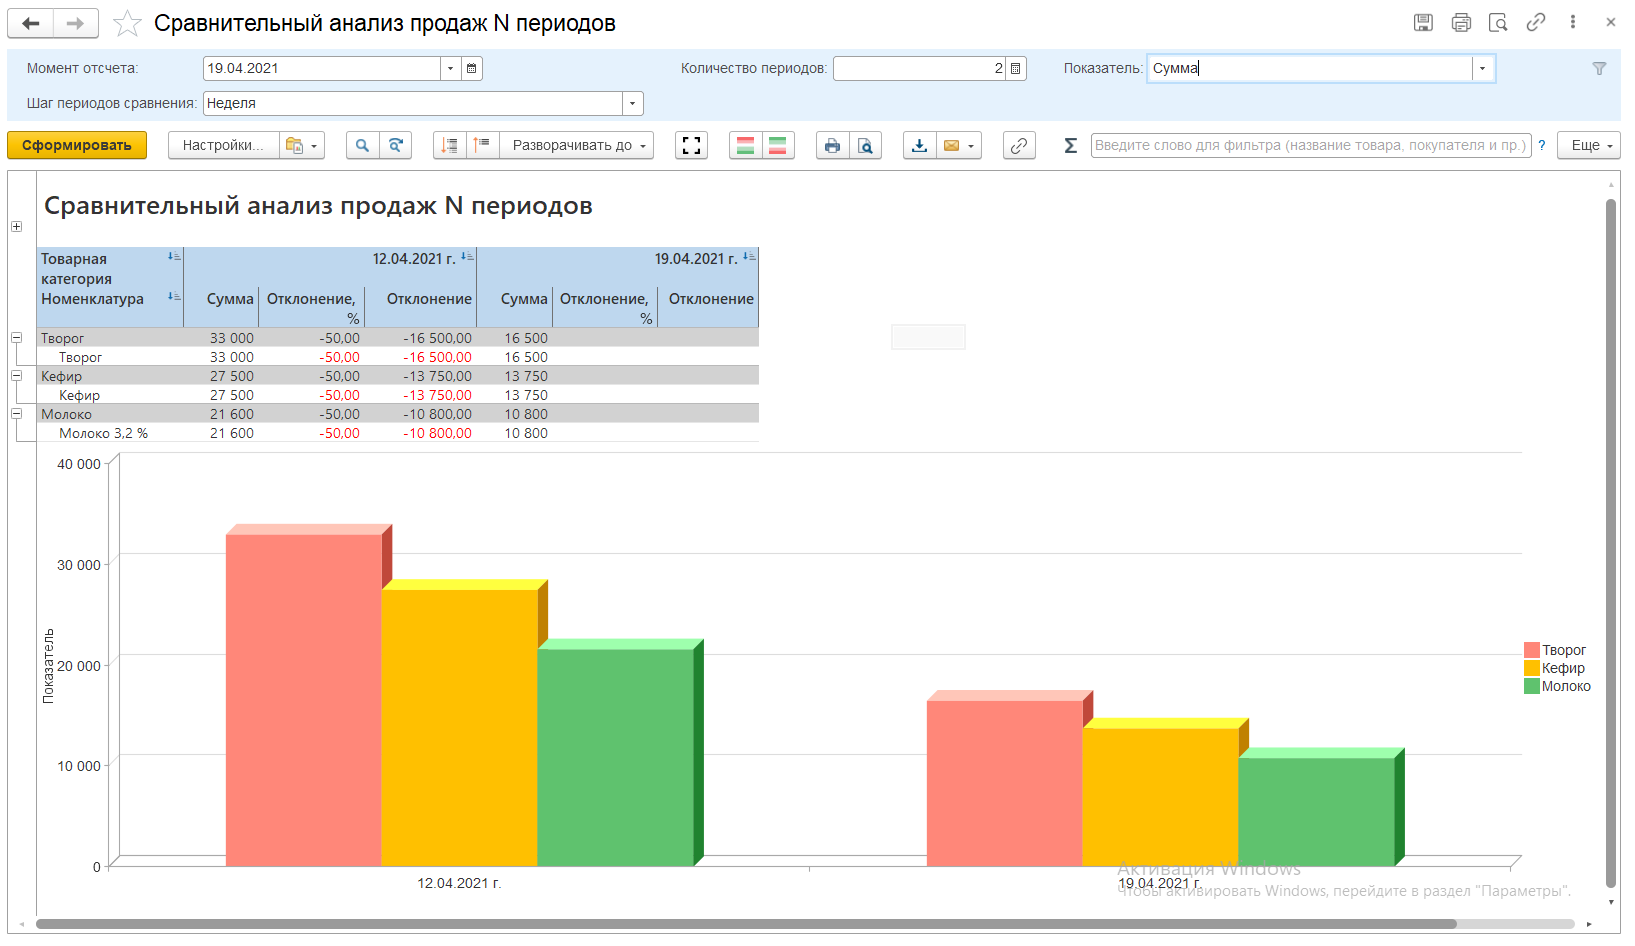 Сравнительный анализ продаж N периодов
Момент отсчета: 19.04.2021 Количество периодов: 2 Показатель: Сумма
Шаг периодов сравнения: Неделя
Сформировать Настройки... Разворачивать до Σ Введите слово для фильтра (название товара, покупателя и пр.) ? Еще
Сравнительный анализ продаж N периодов
Товарная категория 12.04.2021 г. 19.04.2021 г.
Номенклатура Сумма Отклонение, % Отклонение Сумма Отклонение, % Отклонение
Творог 33 000 -50,00 -16 500,00 16 500
Творог 33 000 -50,00 -16 500,00 16 500
Кефир 27 500 -50,00 -13 750,00 13 750
Кефир 27 500 -50,00 -13 750,00 13 750
Молоко 21 600 -50,00 -10 800,00 10 800
Молоко 3,2 % 21 600 -50,00 -10 800,00 10 800
40 000
30 000
20 000
10 000
0
Показатель
12.04.2021 г. 19.04.2021 г.
Творог
Кефир
Молоко
Активация Windows
Чтобы активировать Windows, перейдите в раздел "Параметры".